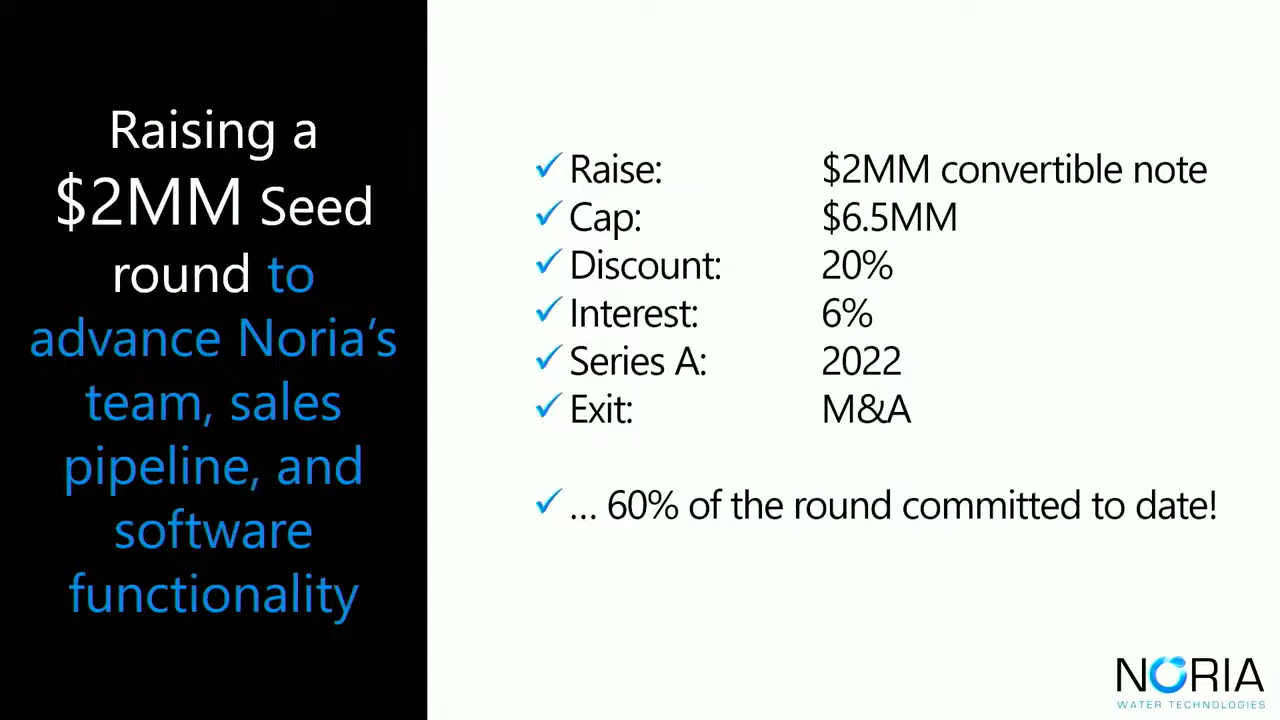 Raising a
$2MM Seed
round to
advance Noria's
team, sales
pipeline, and
software
functionality
✓ Raise: $2MM convertible note
✓ Cap: $6.5MM
✓ Discount: 20%
✓ Interest: 6%
✓ Series A: 2022
✓ Exit: M&A
✓ ... 60% of the round committed to date!
NORIA
WATER TECHNOLOGIES